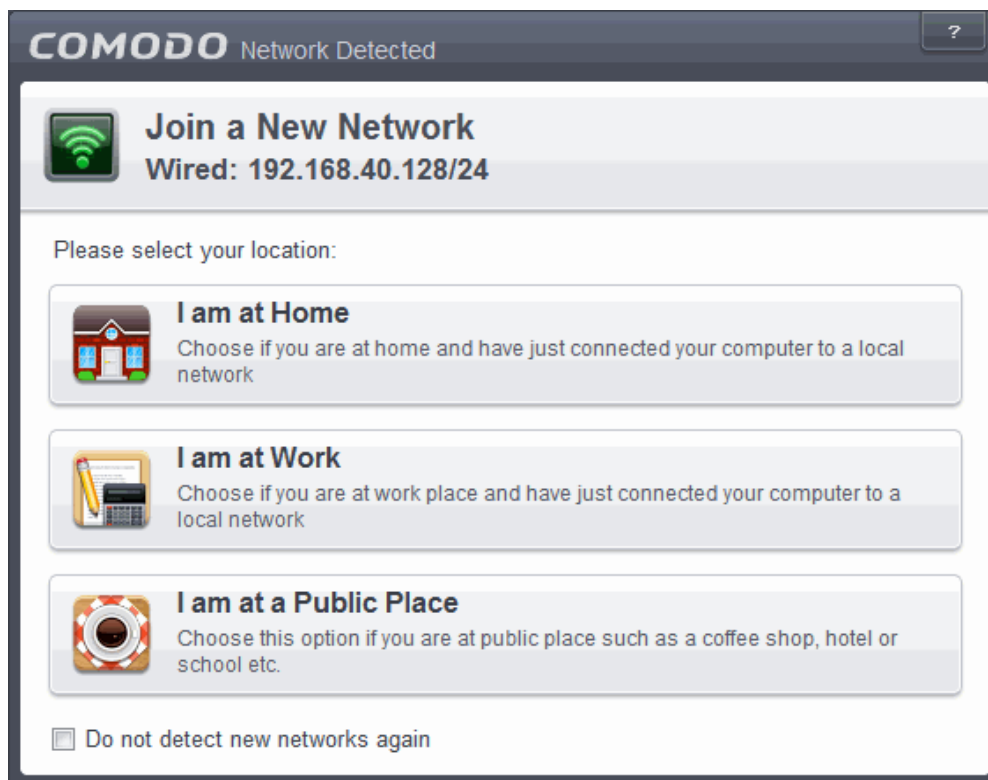 COMODO Network Detected
?
Join a New Network
Wired: 192.168.40.128/24
Please select your location:
I am at Home
Choose if you are at home and have just connected your computer to a local
network
I am at Work
Choose if you are at work place and have just connected your computer to a
local network
I am at a Public Place
Choose this option if you are at public place such as a coffee shop, hotel or
school etc.
Do not detect new networks again